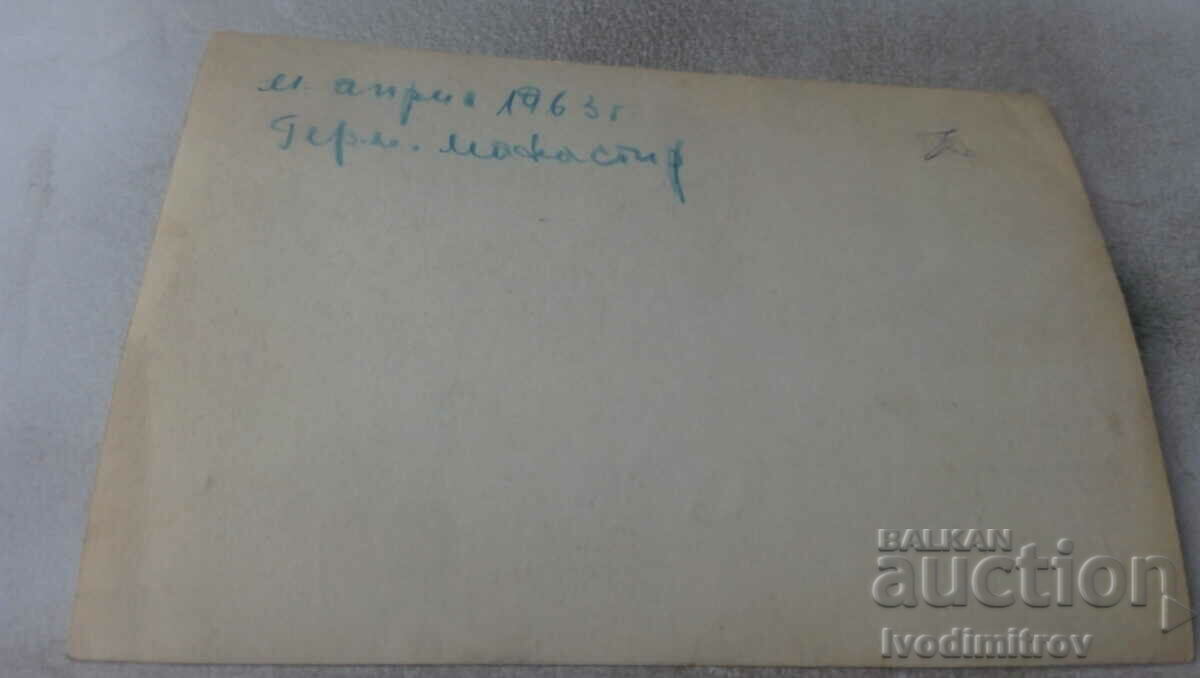 м. април 1963 г.
Герм. манастир
BALKAN
auction
Ivodimitrov